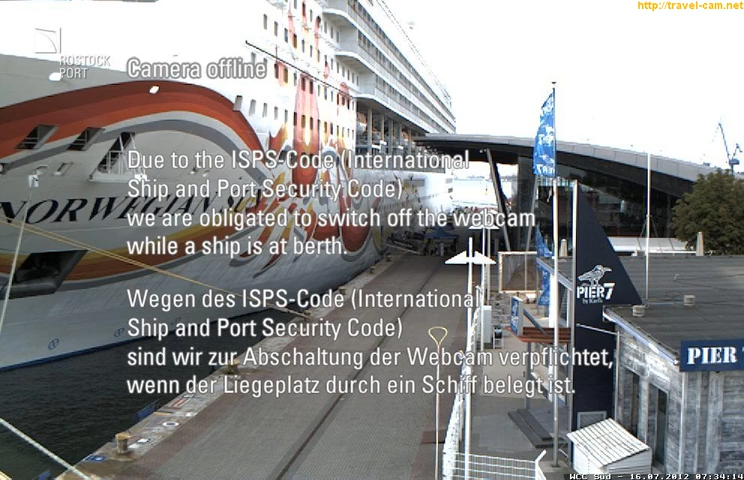 http://travel-cam.net
ROSTOCK
PORT
Camera offline
Due to the ISPS-Code (International
Ship and Port Security Code)
we are obligated to switch off the webcam
while a ship is at berth.
NORWEGIAN
Wegen des ISPS-Code (International
Ship and Port Security Code)
sind wir zur Abschaltung der Webcam verpflichtet,
wenn der Liegeplatz durch ein Schiff belegt ist.
PIER7
PIER 7
WCC Süd - 16.07.2012 07:34:14